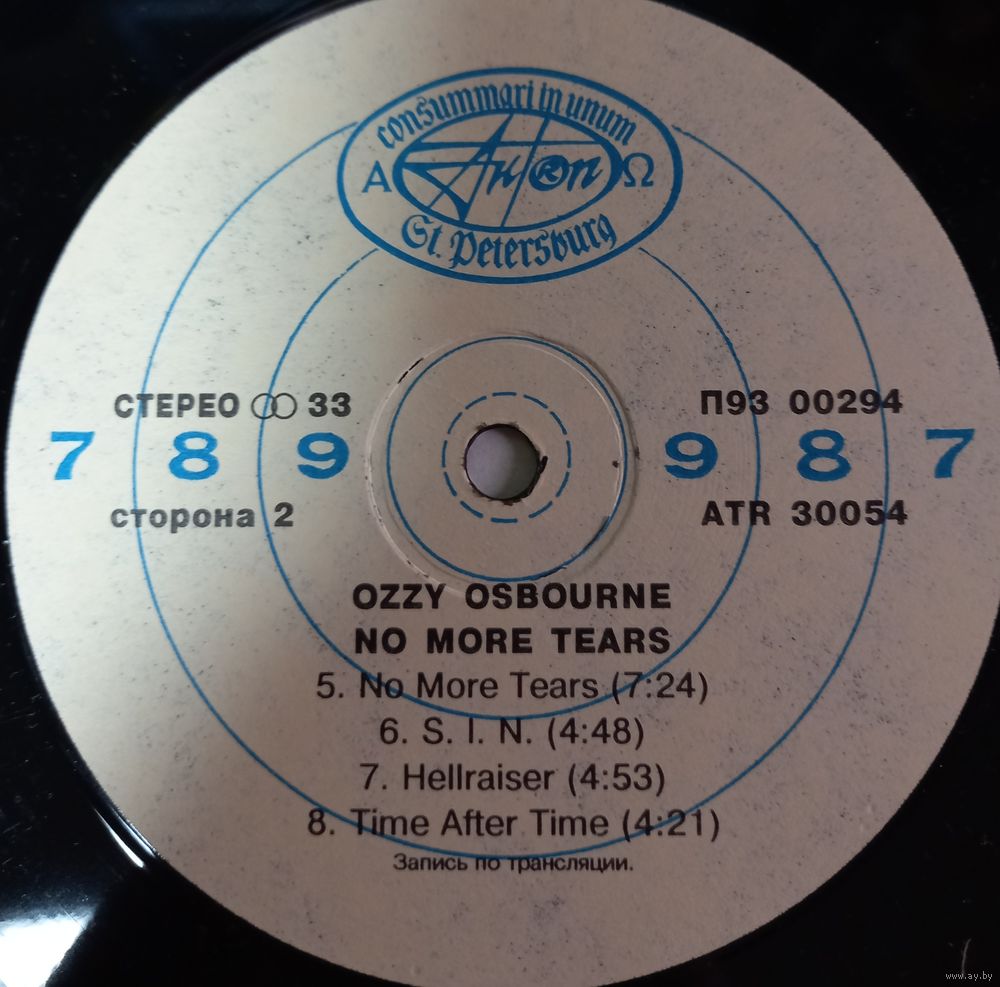 consummari in unum
Α AnTon Ω
St. Petersburg
СТЕРЕО 33
П93 00294
7 8 9
9 8 7
сторона 2
ATR 30054
OZZY OSBOURNE
NO MORE TEARS
5. No More Tears (7:24)
6. S. I. N. (4:48)
7. Hellraiser (4:53)
8. Time After Time (4:21)
Запись по трансляции.
www.ay.by